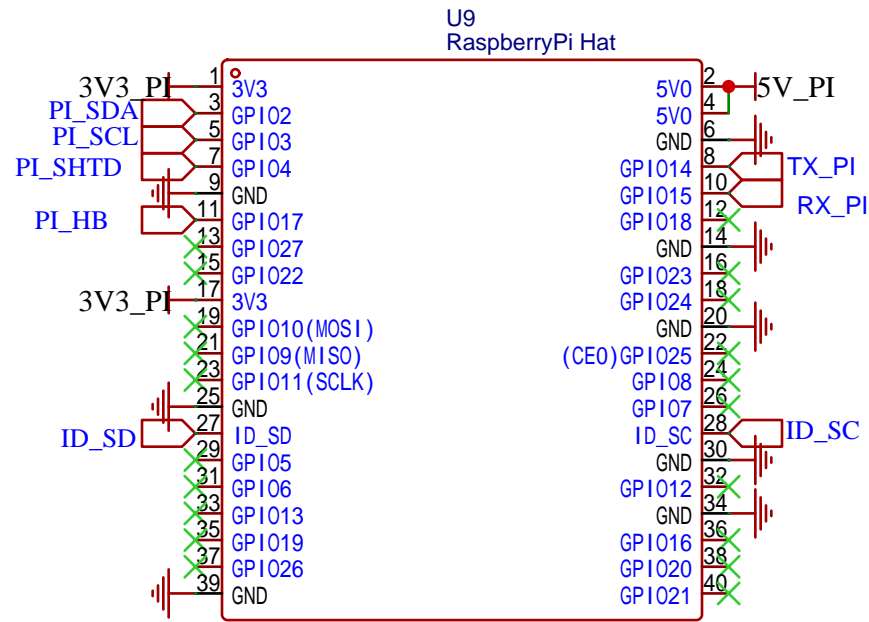 U9
RaspberryPi Hat
3V3_PI 1 3V3 5V0 2 5V_PI
PI_SDA 3 GPIO2 5V0 4
PI_SCL 5 GPIO3 GND 6
PI_SHTD 7 GPIO4 GPIO14 8 TX_PI
9 GND GPIO15 10 RX_PI
PI_HB 11 GPIO17 GPIO18 12
13 GPIO27 GND 14
15 GPIO22 GPIO23 16
3V3_PI 17 3V3 GPIO24 18
19 GPIO10(MOSI) GND 20
21 GPIO9(MISO) (CE0)GPIO25 22
23 GPIO11(SCLK) GPIO8 24
25 GND GPIO7 26
ID_SD 27 ID_SD ID_SC 28 ID_SC
29 GPIO5 GND 30
31 GPIO6 GPIO12 32
33 GPIO13 GND 34
35 GPIO19 GPIO16 36
37 GPIO26 GPIO20 38
39 GND GPIO21 40